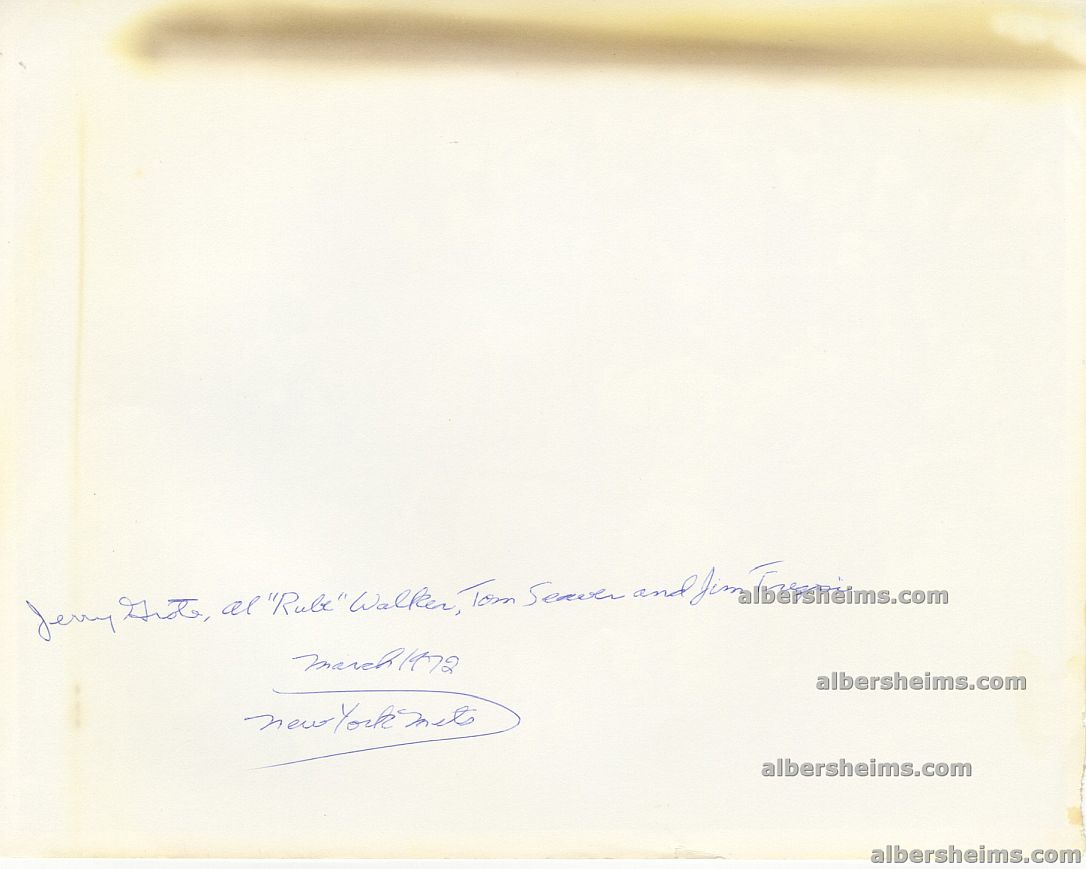 Jerry Grote, Al "Rube" Walker, Tom Seaver and Jim Fregosi
albersheims.com
March 1972
albersheims.com
New York Mets
albersheims.com
albersheims.com